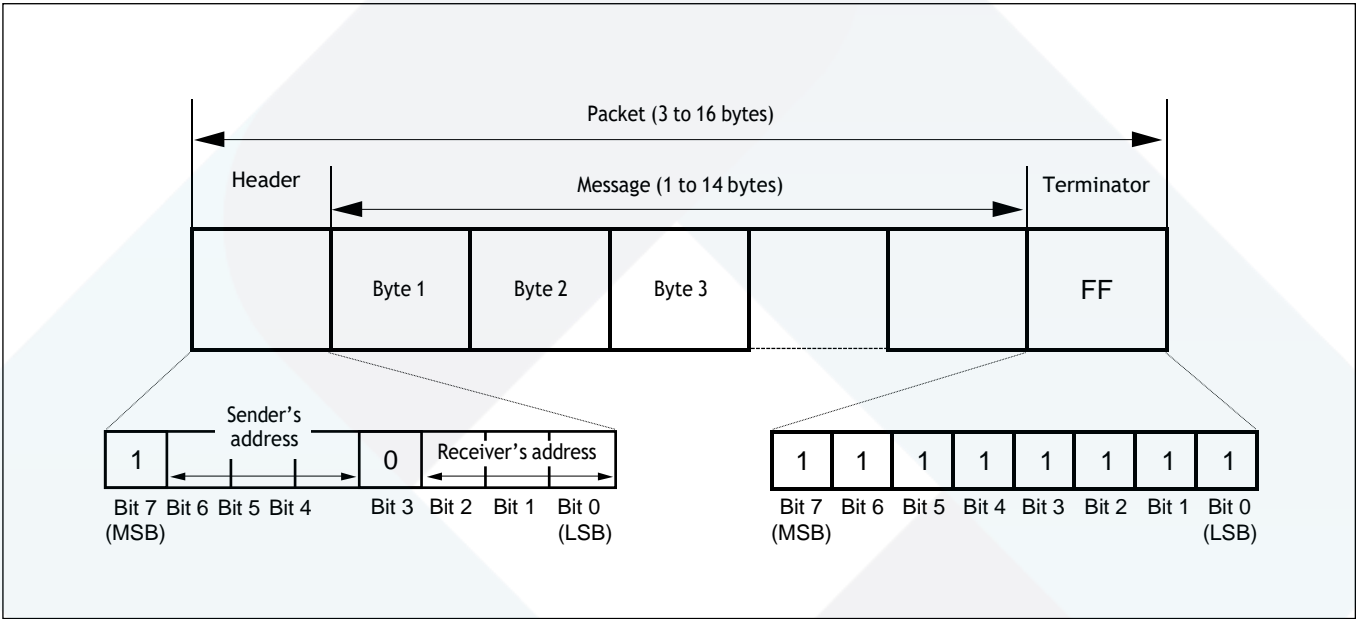 Packet (3 to 16 bytes)
Header
Message (1 to 14 bytes)
Terminator
Byte 1
Byte 2
Byte 3
FF
Sender's
address
1
0
Receiver's address
Bit 7
(MSB)
Bit 6
Bit 5
Bit 4
Bit 3
Bit 2
Bit 1
Bit 0
(LSB)
1
1
1
1
1
1
1
1
Bit 7
(MSB)
Bit 6
Bit 5
Bit 4
Bit 3
Bit 2
Bit 1
Bit 0
(LSB)